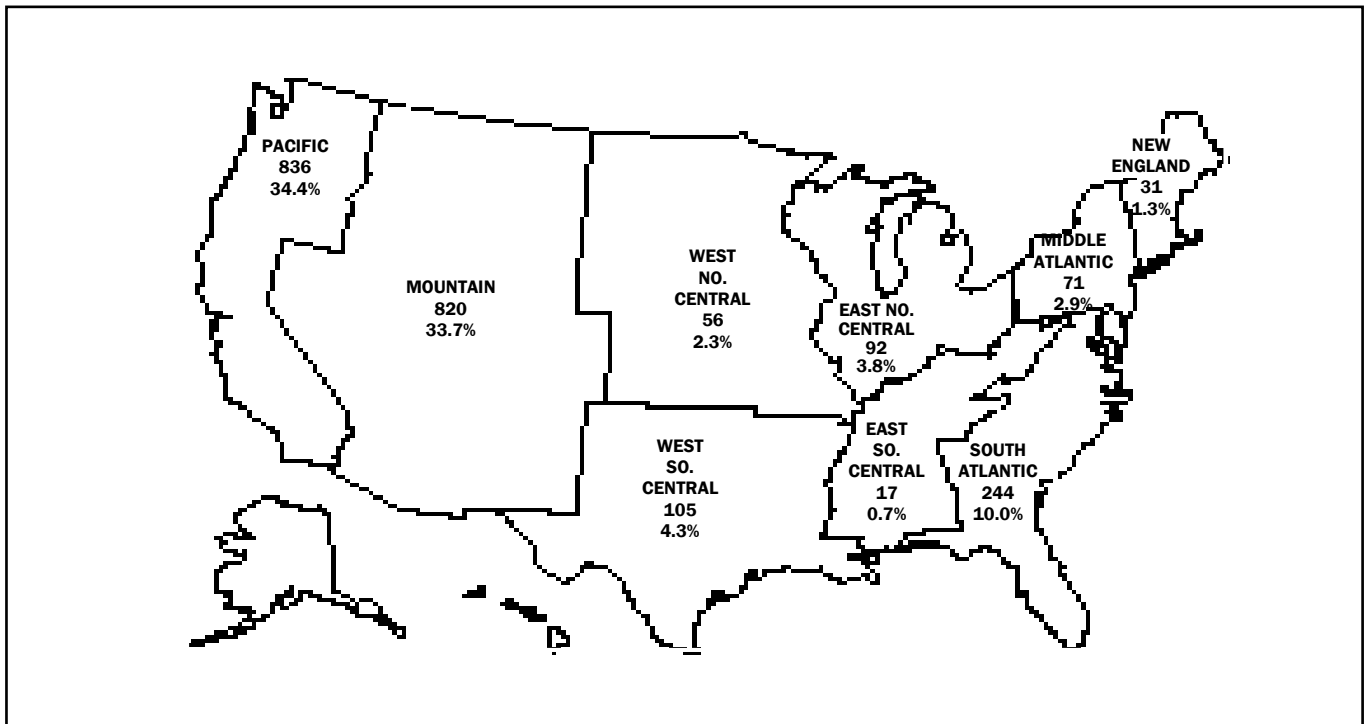 PACIFIC
836
34.4%
MOUNTAIN
820
33.7%
WEST
NO.
CENTRAL
56
2.3%
WEST
SO.
CENTRAL
105
4.3%
EAST NO.
CENTRAL
92
3.8%
EAST
SO.
CENTRAL
17
0.7%
SOUTH
ATLANTIC
244
10.0%
MIDDLE
ATLANTIC
71
2.9%
NEW
ENGLAND
31
1.3%